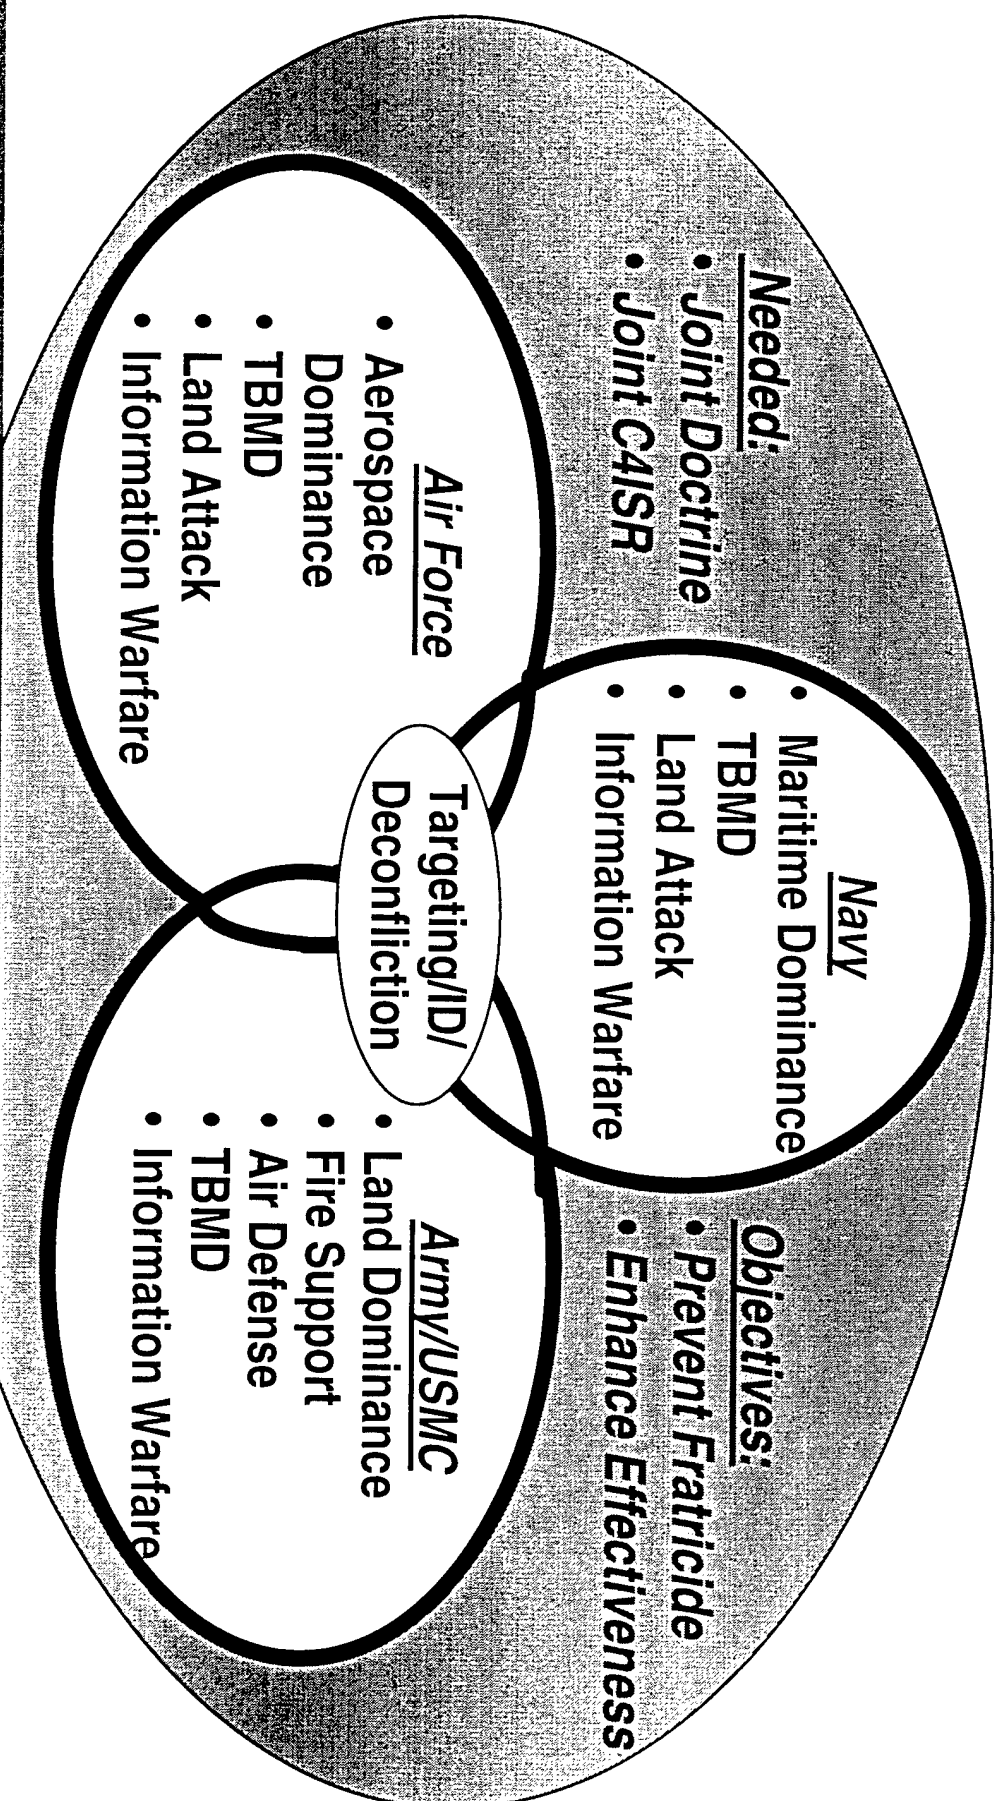 Navy
• Maritime Dominance
• TBMD
• Land Attack
• Information Warfare
Needed:
• Joint Doctrine
• Joint C4ISR
Objectives:
• Prevent Fratricide
• Enhance Effectiveness
Targeting/ID/
Deconfliction
Air Force
• Aerospace
Dominance
• TBMD
• Land Attack
• Information Warfare
Army/USMC
• Land Dominance
• Fire Support
• Air Defense
• TBMD
• Information Warfare